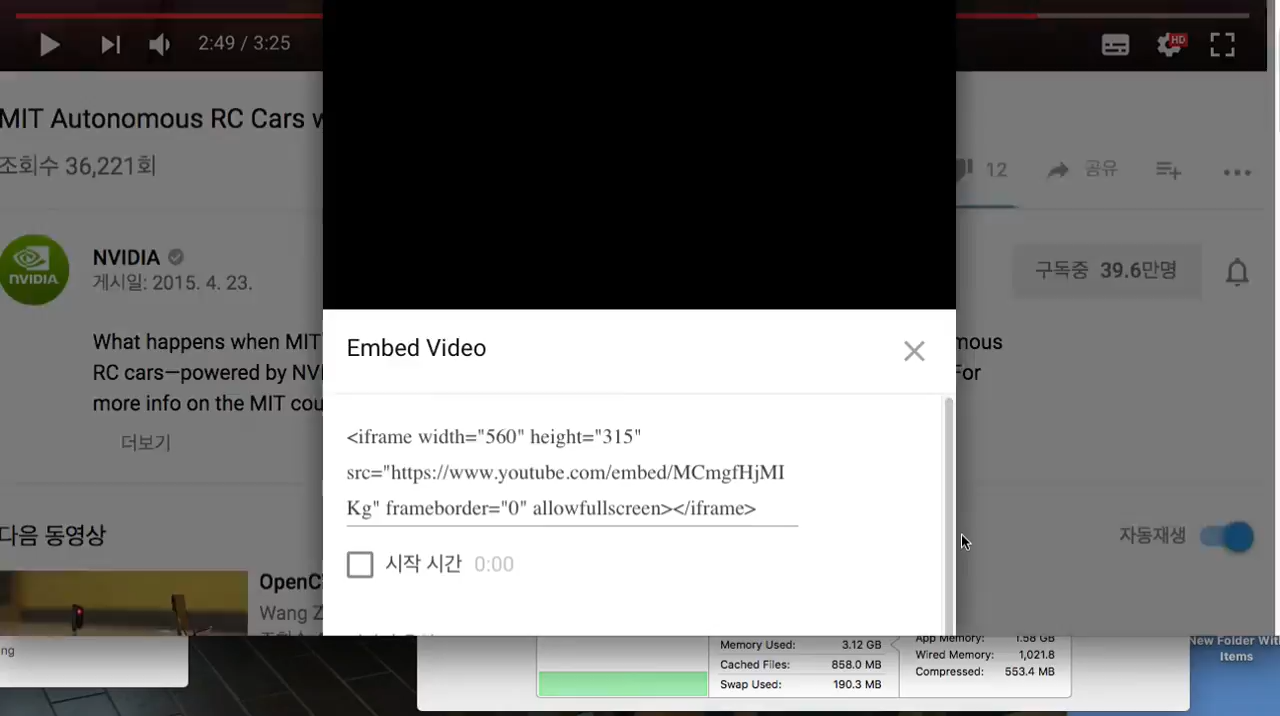 2:49 / 3:25
HD
MIT Autonomous RC Cars
조회수 36,221회
12
공유
NVIDIA
NVIDIA
게시일: 2015. 4. 23.
구독중 39.6만명
What happens when MIT
RC cars—powered by
For
more info on the MIT
더보기
Embed Video
<iframe width="560" height="315"
src="https://www.youtube.com/embed/MCmgfHjMI
Kg" frameborder="0" allowfullscreen></iframe>
시작 시간 0:00
다음 동영상
자동재생
Wang
Memory Used: 3.12 GB
Cached Files: 858.0 MB
Swap Used: 190.3 MB
App Memory: 1.58 GB
Wired Memory: 1,021.8
Compressed: 553.4 MB
New Folder With
Items